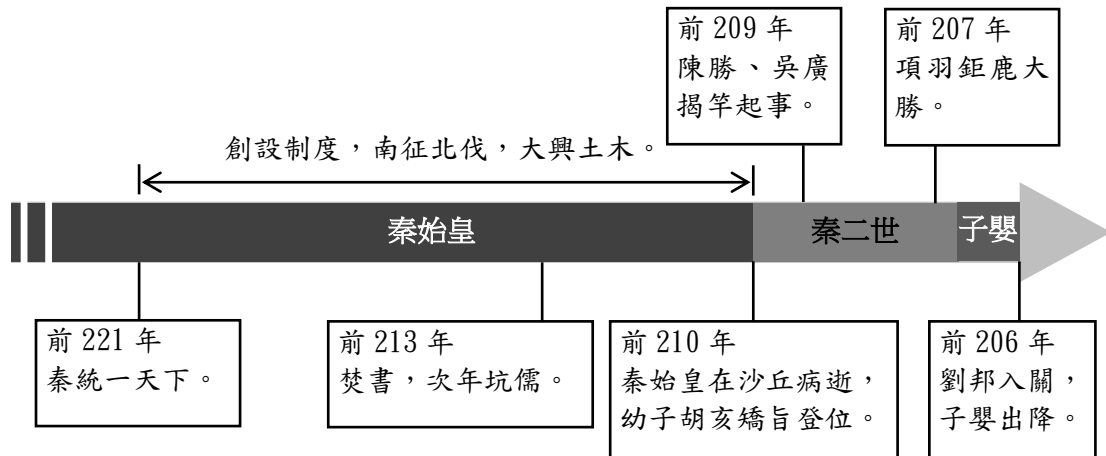 前 209 年
陳勝、吳廣
揭竿起事。
前 207 年
項羽鉅鹿大
勝。
創設制度，南征北伐，大興土木。
秦始皇
秦二世
子嬰
前 221 年
秦統一天下。
前 213 年
焚書，次年坑儒。
前 210 年
秦始皇在沙丘病逝，
幼子胡亥矯旨登位。
前 206 年
劉邦入關，
子嬰出降。